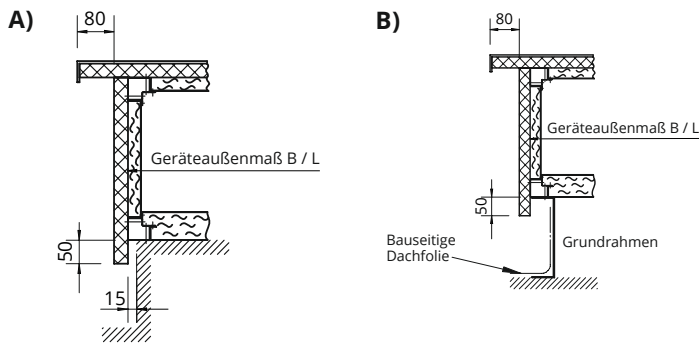 A)
80
Geräteaußenmaß B / L
50
15
B)
80
Geräteaußenmaß B / L
50
Bauseitige
Dachfolie
Grundrahmen